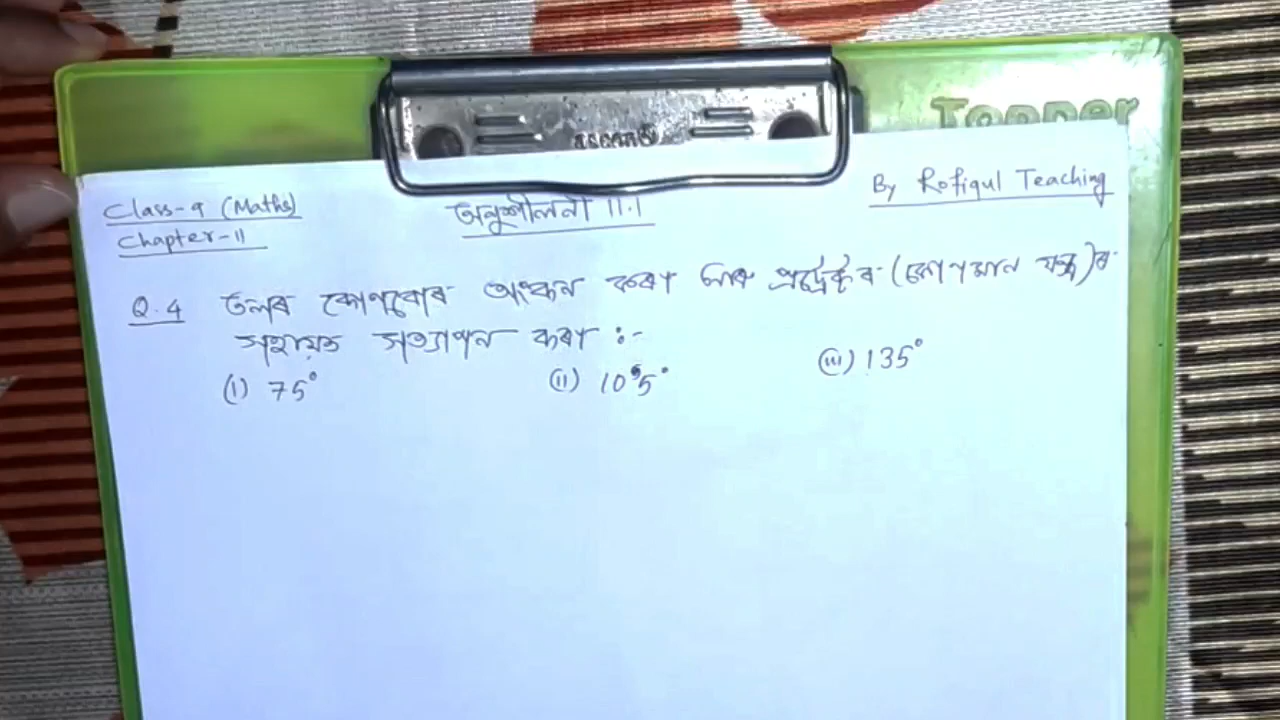 Topper
ascent
Class-9 (Maths)
অনুশীলনী 11.1
By Rofiqul Teaching
Chapter-11
Q.4 তলৰ কোণবোৰ অংকন কৰা আৰু প্ৰট্ৰেক্টৰ (কোণমান যন্ত্ৰ)ৰ
সহায়ত সত্যাপন কৰা :-
(i) 75° (ii) 105° (iii) 135°